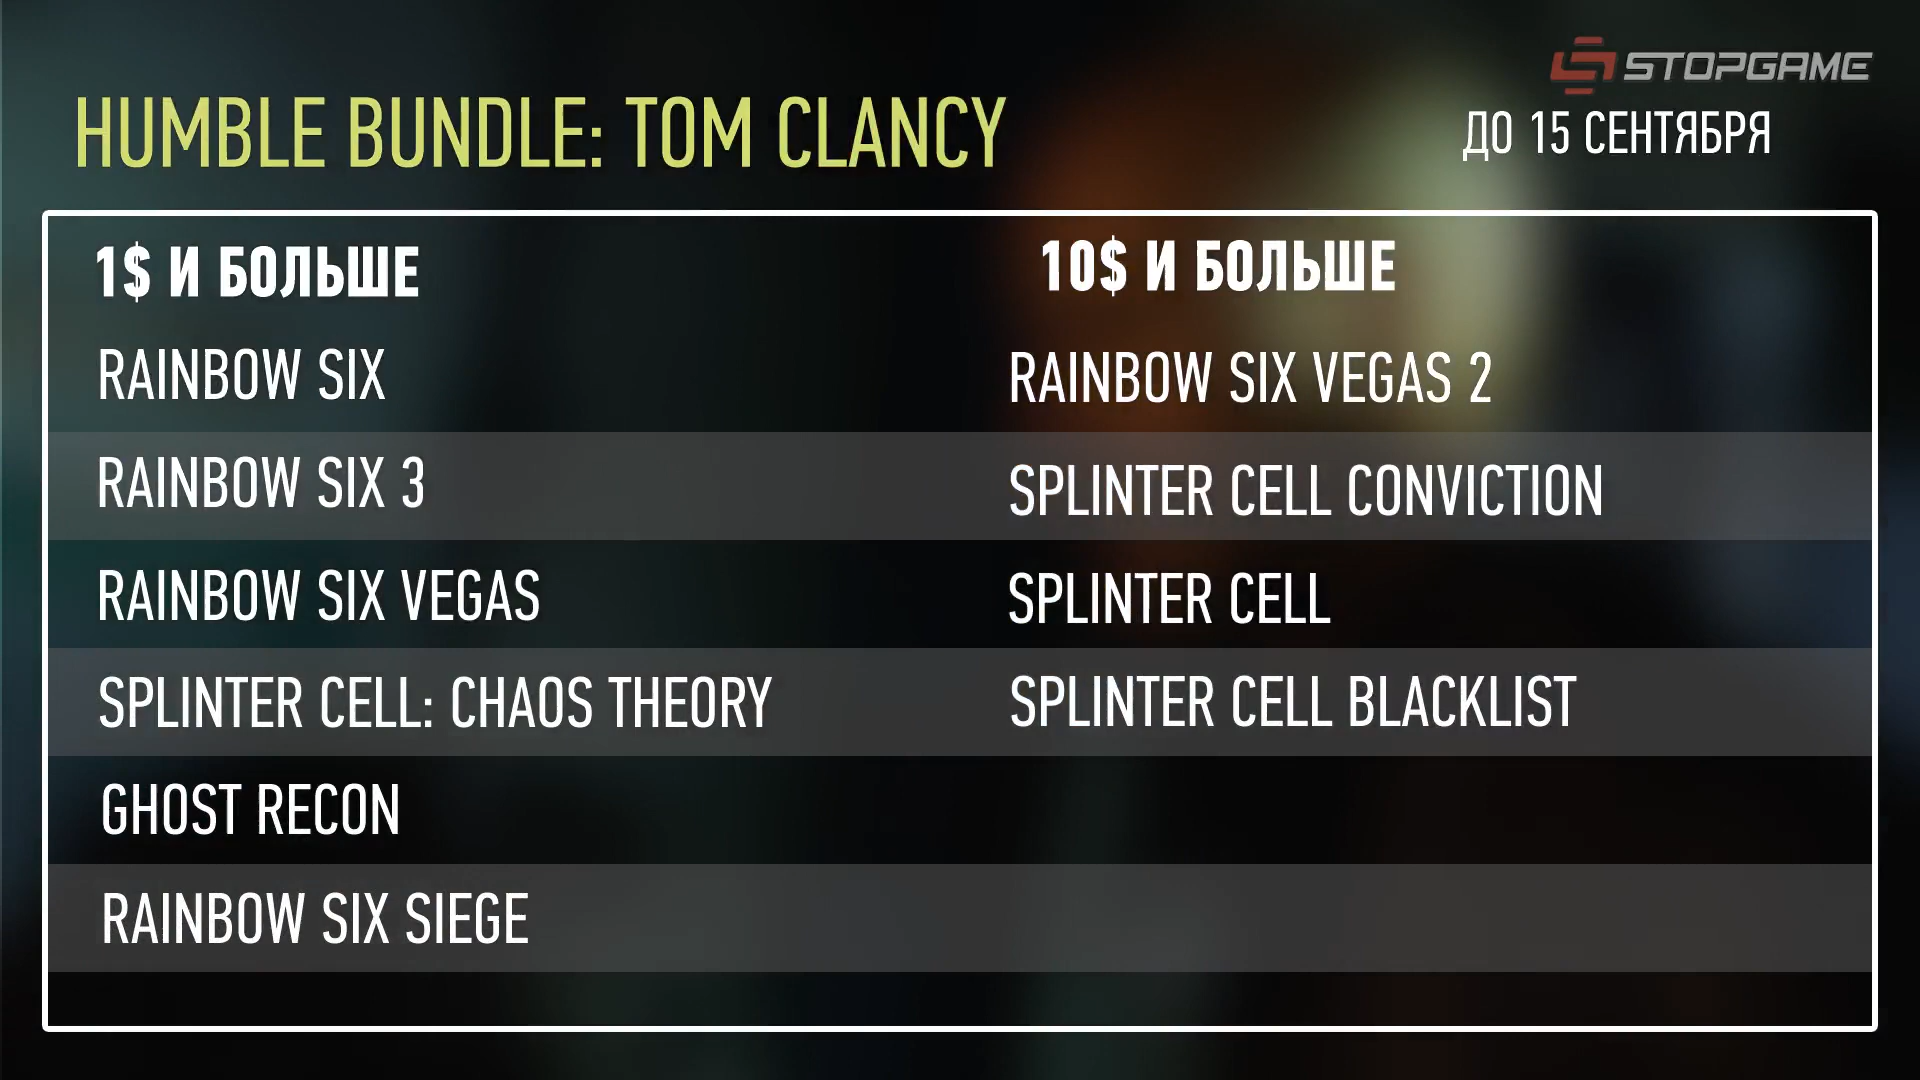 STOPGAME
HUMBLE BUNDLE: TOM CLANCY
ДО 15 СЕНТЯБРЯ
1$ И БОЛЬШЕ
RAINBOW SIX
RAINBOW SIX 3
RAINBOW SIX VEGAS
SPLINTER CELL: CHAOS THEORY
GHOST RECON
RAINBOW SIX SIEGE
10$ И БОЛЬШЕ
RAINBOW SIX VEGAS 2
SPLINTER CELL CONVICTION
SPLINTER CELL
SPLINTER CELL BLACKLIST